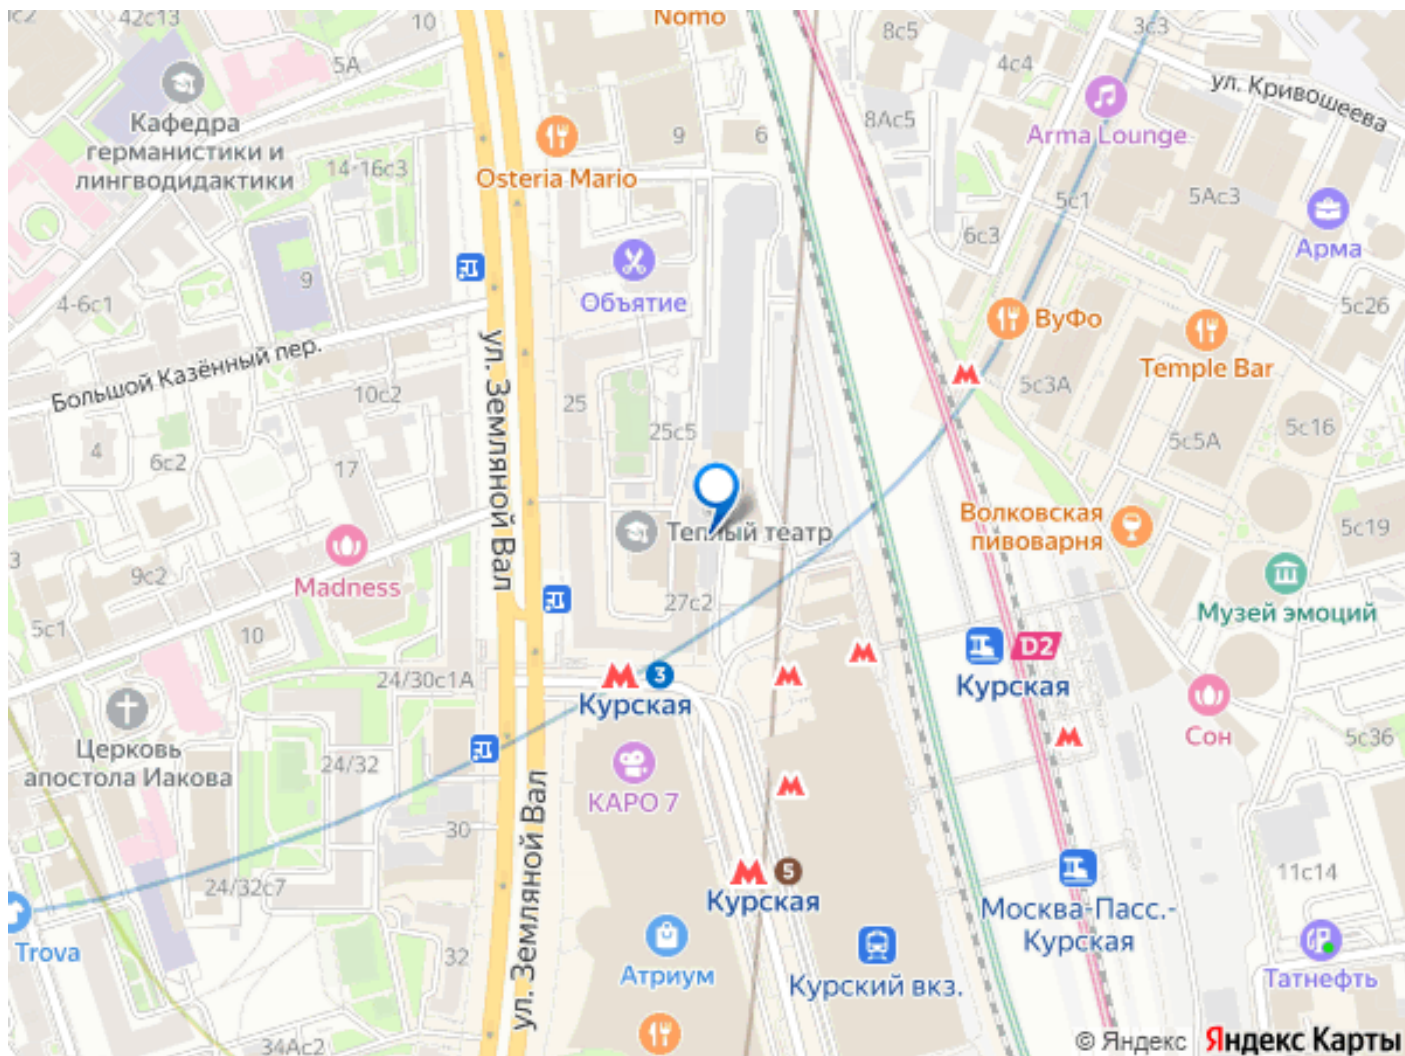 42с13
10
Nomo
8с5
3с3
5А
4с4
ул. Кривошеева
Кафедра
германистики и
лингводидактики
14-16с3
Osteria Mario
9
6
8Ас5
Arma Lounge
5с1
5Ас3
6с3
Арма
9
4-6с1
Объятие
ВуФо
5с26
Большой Казённый пер.
ул. Земляной Вал
Temple Bar
10с2
25
25с5
5с3А
5с5А
5с16
4
6с2
17
Теплый театр
Волковская
пивоварня
5с19
3
9с2
Madness
27с2
Музей эмоций
5с1
10
24/30с1А
3
Курская
D2
Курская
Церковь
апостола Иакова
24/32
Сон
5с36
КАРО 7
ул. Земляной Вал
30
24/32с7
5
Курская
11с14
Москва-Пасс.-
Курская
Trova
32
Атриум
Курский вкз.
Татнефть
34Ас2
© Яндекс Яндекс Карты